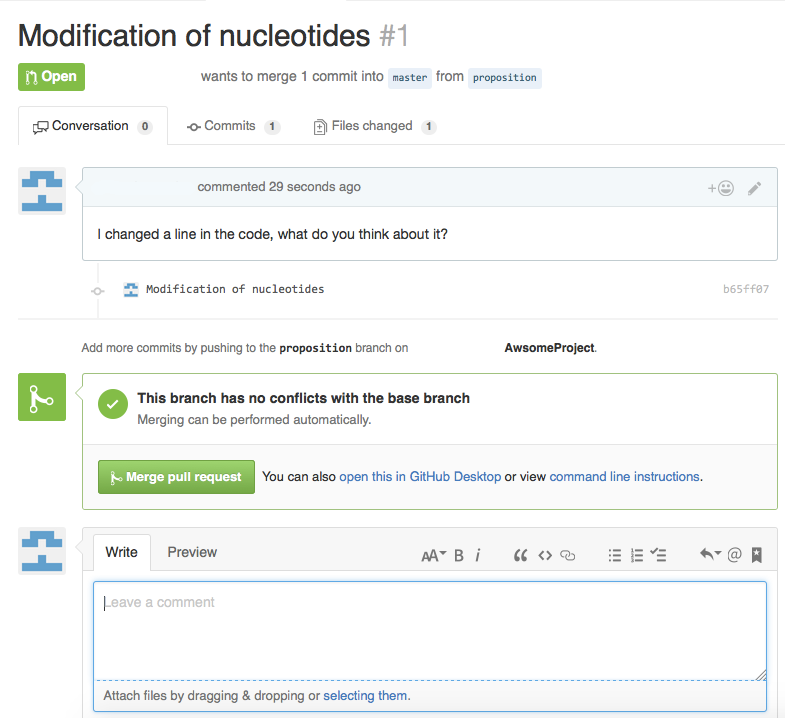 Modification of nucleotides #1
Open wants to merge 1 commit into master from proposition
Conversation 0 Commits 1 Files changed 1
commented 29 seconds ago
I changed a line in the code, what do you think about it?
Modification of nucleotides b65ff07
Add more commits by pushing to the proposition branch on AwsomeProject.
This branch has no conflicts with the base branch
Merging can be performed automatically.
Merge pull request You can also open this in GitHub Desktop or view command line instructions.
Write Preview AA B i
Leave a comment
Attach files by dragging & dropping or selecting them.